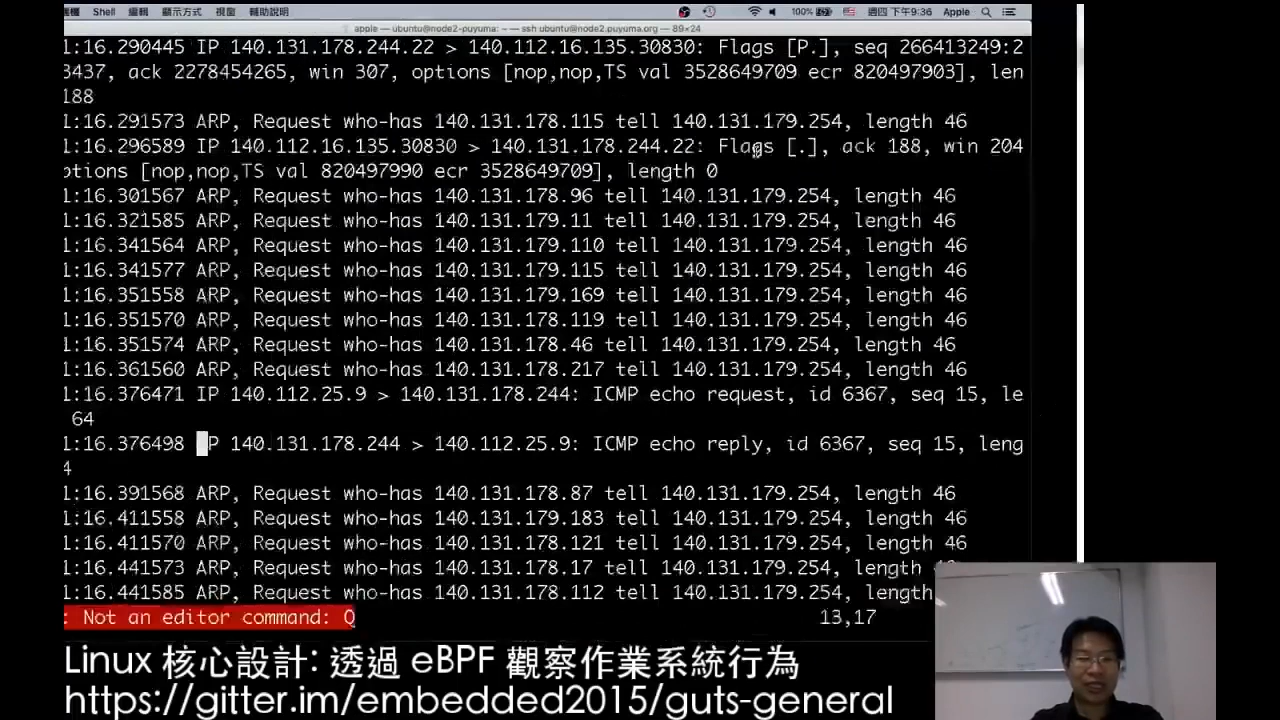 Shell 編輯 顯示方式 視窗 輔助說明 100% 週四 下午9:36 Apple
apple — ubuntu@node2-puyuma: ~ — ssh ubuntu@node2.puyuma.org — 89×24
1:16.290445 IP 140.131.178.244.22 > 140.112.16.135.30830: Flags [P.], seq 266413249:2
3437, ack 2278454265, win 307, options [nop,nop,TS val 3528649709 ecr 820497903], len
188
1:16.291573 ARP, Request who-has 140.131.178.115 tell 140.131.179.254, length 46
1:16.296589 IP 140.112.16.135.30830 > 140.131.178.244.22: Flags [.], ack 188, win 204
ptions [nop,nop,TS val 820497990 ecr 3528649709], length 0
1:16.301567 ARP, Request who-has 140.131.178.96 tell 140.131.179.254, length 46
1:16.321585 ARP, Request who-has 140.131.179.11 tell 140.131.179.254, length 46
1:16.341564 ARP, Request who-has 140.131.179.110 tell 140.131.179.254, length 46
1:16.341577 ARP, Request who-has 140.131.179.115 tell 140.131.179.254, length 46
1:16.351558 ARP, Request who-has 140.131.179.169 tell 140.131.179.254, length 46
1:16.351570 ARP, Request who-has 140.131.178.119 tell 140.131.179.254, length 46
1:16.351574 ARP, Request who-has 140.131.178.46 tell 140.131.179.254, length 46
1:16.361560 ARP, Request who-has 140.131.178.217 tell 140.131.179.254, length 46
1:16.376471 IP 140.112.25.9 > 140.131.178.244: ICMP echo request, id 6367, seq 15, le
64
1:16.376498 IP 140.131.178.244 > 140.112.25.9: ICMP echo reply, id 6367, seq 15, leng
4
1:16.391568 ARP, Request who-has 140.131.178.87 tell 140.131.179.254, length 46
1:16.411558 ARP, Request who-has 140.131.179.183 tell 140.131.179.254, length 46
1:16.411570 ARP, Request who-has 140.131.178.121 tell 140.131.179.254, length 46
1:16.441573 ARP, Request who-has 140.131.178.17 tell 140.131.179.254, length
1:16.441585 ARP, Request who-has 140.131.178.112 tell 140.131.179.254, length
: Not an editor command: Q 13,17
Linux 核心設計: 透過 eBPF 觀察作業系統行為
https://gitter.im/embedded2015/guts-general